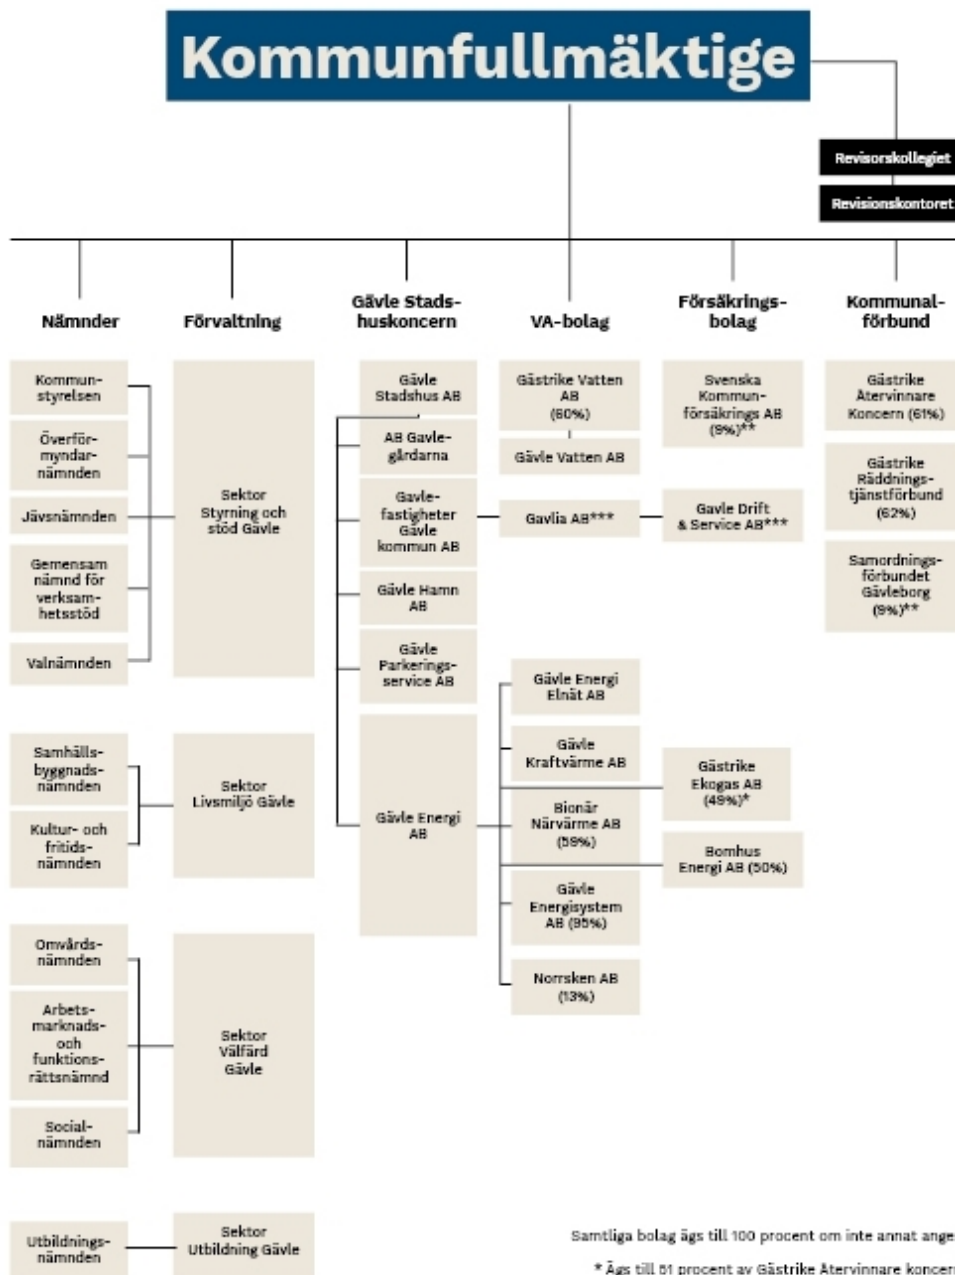 Kommunfullmäktige
Revisorskollegiet
Revisionskontoret
Nämnder
Förvaltning
Gävle Stads-
huskoncern
VA-bolag
Försäkrings-
bolag
Kommunal-
förbund
Kommun-
styrelsen
Överför-
myndar-
nämnden
Jävsnämnden
Gemensam
nämnd för
verksam-
hetsstöd
Valnämnden
Sektor
Styrning och
stöd Gävle
Samhälls-
byggnads-
nämnden
Kultur- och
fritids-
nämnden
Sektor
Livsmiljö Gävle
Omvårds-
nämnden
Arbets-
marknads-
och
funktions-
rättsnämnd
Social-
nämnden
Sektor
Välfärd
Gävle
Utbildnings-
nämnden
Sektor
Utbildning Gävle
Gävle
Stadshus AB
AB Gavle-
gårdarna
Gavle-
fastigheter
Gävle
kommun AB
Gävle Hamn
AB
Gävle
Parkerings-
service AB
Gävle Energi
AB
Gästrike Vatten
AB
(60%)
Gävle Vatten AB
Gavlia AB***
Gävle Energi
Elnät AB
Gävle
Kraftvärme AB
Bionär
Närvärme AB
(59%)
Gävle
Energisystem
AB (95%)
Norrsken AB
(13%)
Svenska
Kommun-
försäkrings AB
(9%)**
Gavle Drift
& Service AB***
Gästrike
Ekogas AB
(49%)*
Bomhus
Energi AB (50%)
Gästrike
Återvinnare
Koncern (61%)
Gästrike
Räddnings-
tjänstförbund
(62%)
Samordnings-
förbundet
Gävleborg
(9%)**
Samtliga bolag ägs till 100 procent om inte annat ange
* Ägs till 51 procent av Gästrike Återvinnare koncern